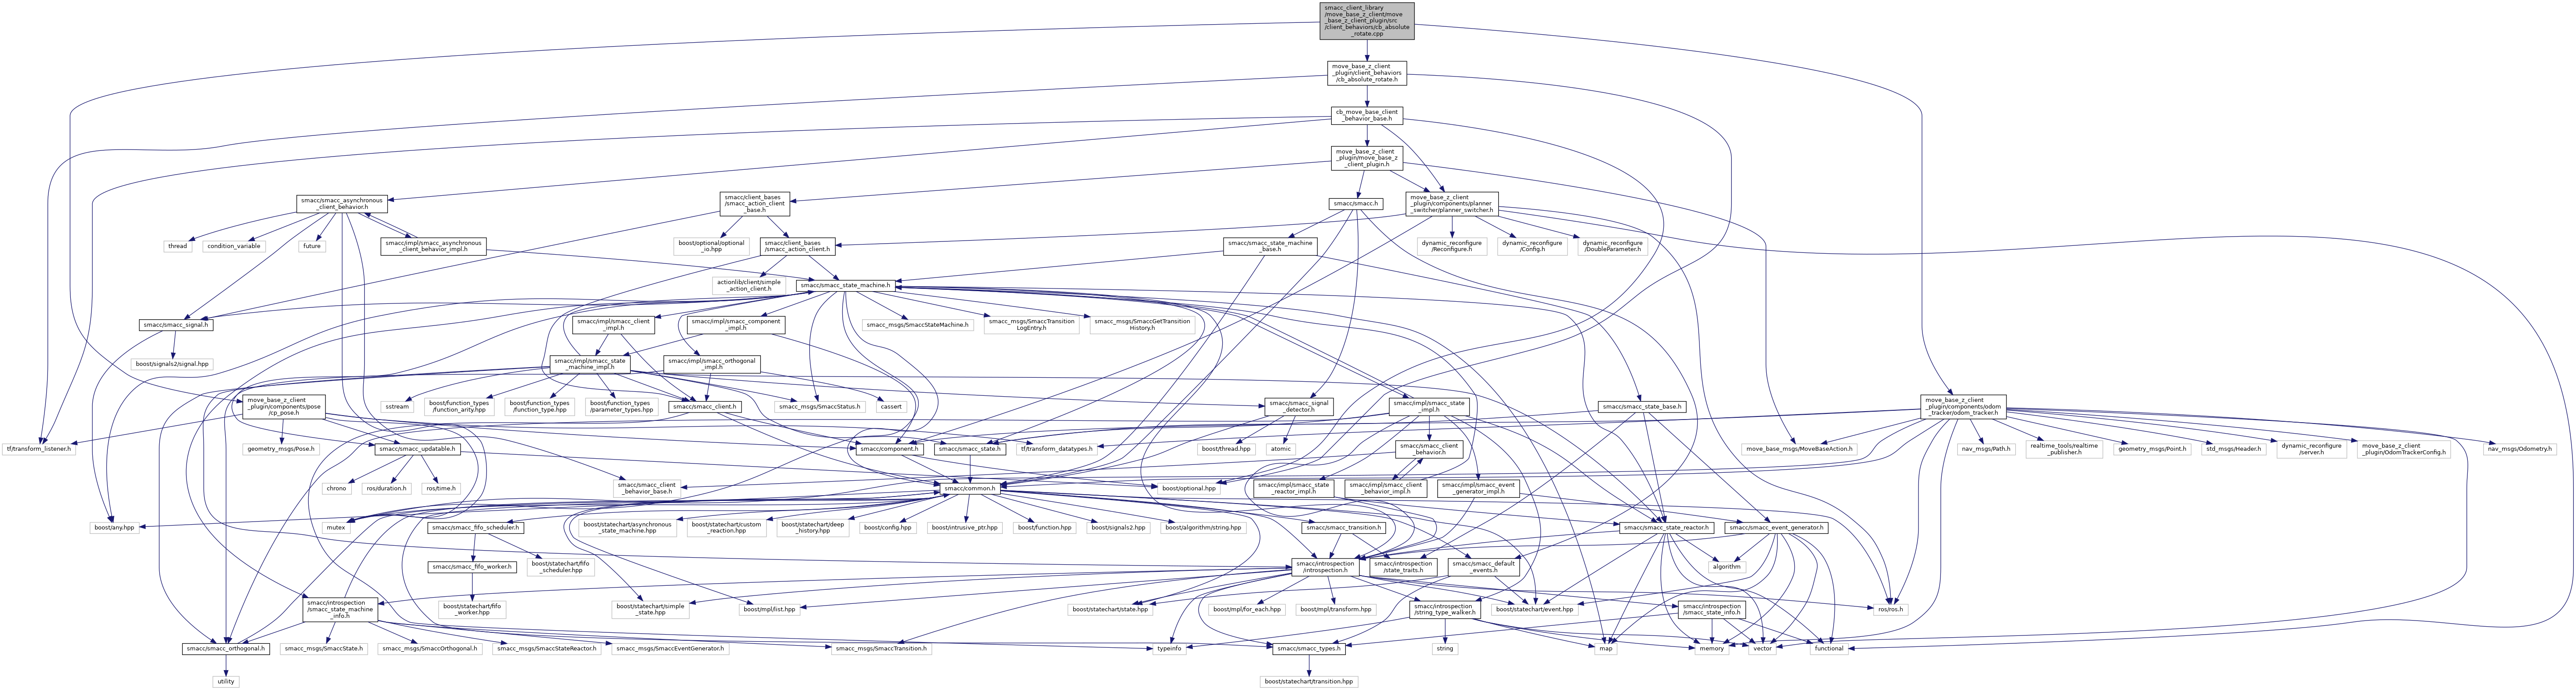 smacc_client_library
/move_base_z_client/move
_base_z_client_plugin/src
/client_behaviors/cb_absolute
_rotate.cpp
move_base_z_client
_plugin/client_behaviors
/cb_absolute_rotate.h
cb_move_base_client
_behavior_base.h
move_base_z_client
_plugin/move_base_z
_client_plugin.h
smacc/smacc_asynchronous
_client_behavior.h
smacc/client_bases
/smacc_action_client
_base.h
smacc/smacc.h
move_base_z_client
_plugin/components/planner
_switcher/planner_switcher.h
thread
condition_variable
future
smacc/impl/smacc_asynchronous
_client_behavior_impl.h
boost/optional/optional
_io.hpp
smacc/client_bases
/smacc_action_client.h
smacc/smacc_state_machine
_base.h
dynamic_reconfigure
/Reconfigure.h
dynamic_reconfigure
/Config.h
dynamic_reconfigure
/DoubleParameter.h
actionlib/client/simple
_action_client.h
smacc/smacc_state_machine.h
smacc/smacc_signal.h
smacc/impl/smacc_client
_impl.h
smacc/impl/smacc_component
_impl.h
smacc_msgs/SmaccStateMachine.h
smacc_msgs/SmaccTransition
LogEntry.h
smacc_msgs/SmaccGetTransition
History.h
boost/signals2/signal.hpp
smacc/impl/smacc_state
_machine_impl.h
smacc/impl/smacc_orthogonal
_impl.h
move_base_z_client
_plugin/components/pose
/cp_pose.h
sstream
boost/function_types
/function_arity.hpp
boost/function_types
/function_type.hpp
boost/function_types
/parameter_types.hpp
smacc/smacc_client.h
smacc_msgs/SmaccStatus.h
cassert
smacc/smacc_signal
_detector.h
smacc/impl/smacc_state
_impl.h
smacc/smacc_state_base.h
move_base_z_client
_plugin/components/odom
_tracker/odom_tracker.h
tf/transform_listener.h
geometry_msgs/Pose.h
smacc/smacc_updatable.h
smacc/smacc_component.h
smacc/smacc_state.h
tf/transform_datatypes.h
boost/thread.hpp
atomic
smacc/smacc_client
_behavior.h
move_base_msgs/MoveBaseAction.h
nav_msgs/Path.h
realtime_tools/realtime
_publisher.h
geometry_msgs/Point.h
std_msgs/Header.h
dynamic_reconfigure
/server.h
move_base_z_client
_plugin/OdomTrackerConfig.h
nav_msgs/Odometry.h
chrono
ros/duration.h
ros/time.h
smacc/smacc_client
_behavior_base.h
smacc/common.h
boost/optional.hpp
smacc/impl/smacc_state
_reactor_impl.h
smacc/impl/smacc_client
_behavior_impl.h
smacc/impl/smacc_event
_generator_impl.h
boost/any.hpp
mutex
smacc/smacc_fifo_scheduler.h
boost/statechart/asynchronous
_state_machine.hpp
boost/statechart/custom
_reaction.hpp
boost/statechart/deep
_history.hpp
boost/config.hpp
boost/intrusive_ptr.hpp
boost/function.hpp
boost/signals2.hpp
boost/algorithm/string.hpp
smacc/smacc_transition.h
smacc/smacc_state_reactor.h
smacc/smacc_event_generator.h
smacc/smacc_fifo_worker.h
boost/statechart/fifo
_scheduler.hpp
smacc/introspection
/introspection.h
smacc/introspection
/state_traits.h
smacc/smacc_default
_events.h
algorithm
smacc/introspection
/smacc_state_machine
_info.h
boost/statechart/fifo
_worker.hpp
boost/statechart/simple
_state.hpp
boost/mpl/list.hpp
boost/statechart/state.hpp
boost/mpl/for_each.hpp
boost/mpl/transform.hpp
smacc/introspection
/string_type_walker.h
boost/statechart/event.hpp
smacc/introspection
/smacc_state_info.h
ros/ros.h
smacc/smacc_orthogonal.h
smacc_msgs/SmaccState.h
smacc_msgs/SmaccOrthogonal.h
smacc_msgs/SmaccStateReactor.h
smacc_msgs/SmaccEventGenerator.h
smacc_msgs/SmaccTransition.h
typeinfo
smacc/smacc_types.h
string
map
memory
vector
functional
utility
boost/statechart/transition.hpp